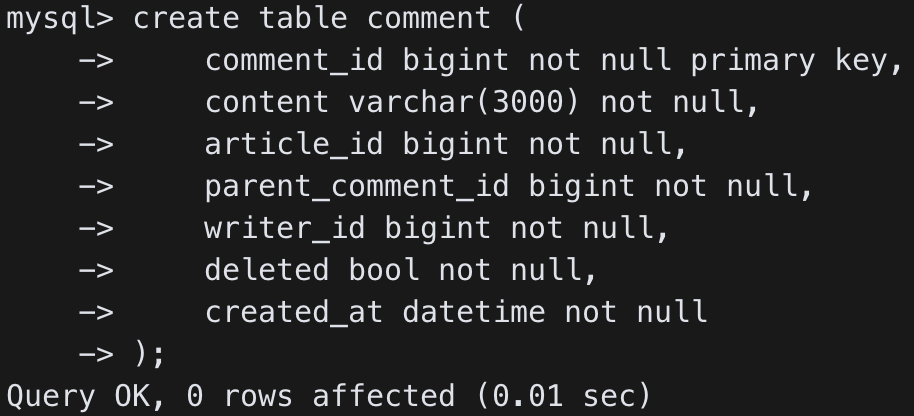 mysql> create table comment (
    ->     comment_id bigint not null primary key,
    ->     content varchar(3000) not null,
    ->     article_id bigint not null,
    ->     parent_comment_id bigint not null,
    ->     writer_id bigint not null,
    ->     deleted bool not null,
    ->     created_at datetime not null
    -> );
Query OK, 0 rows affected (0.01 sec)